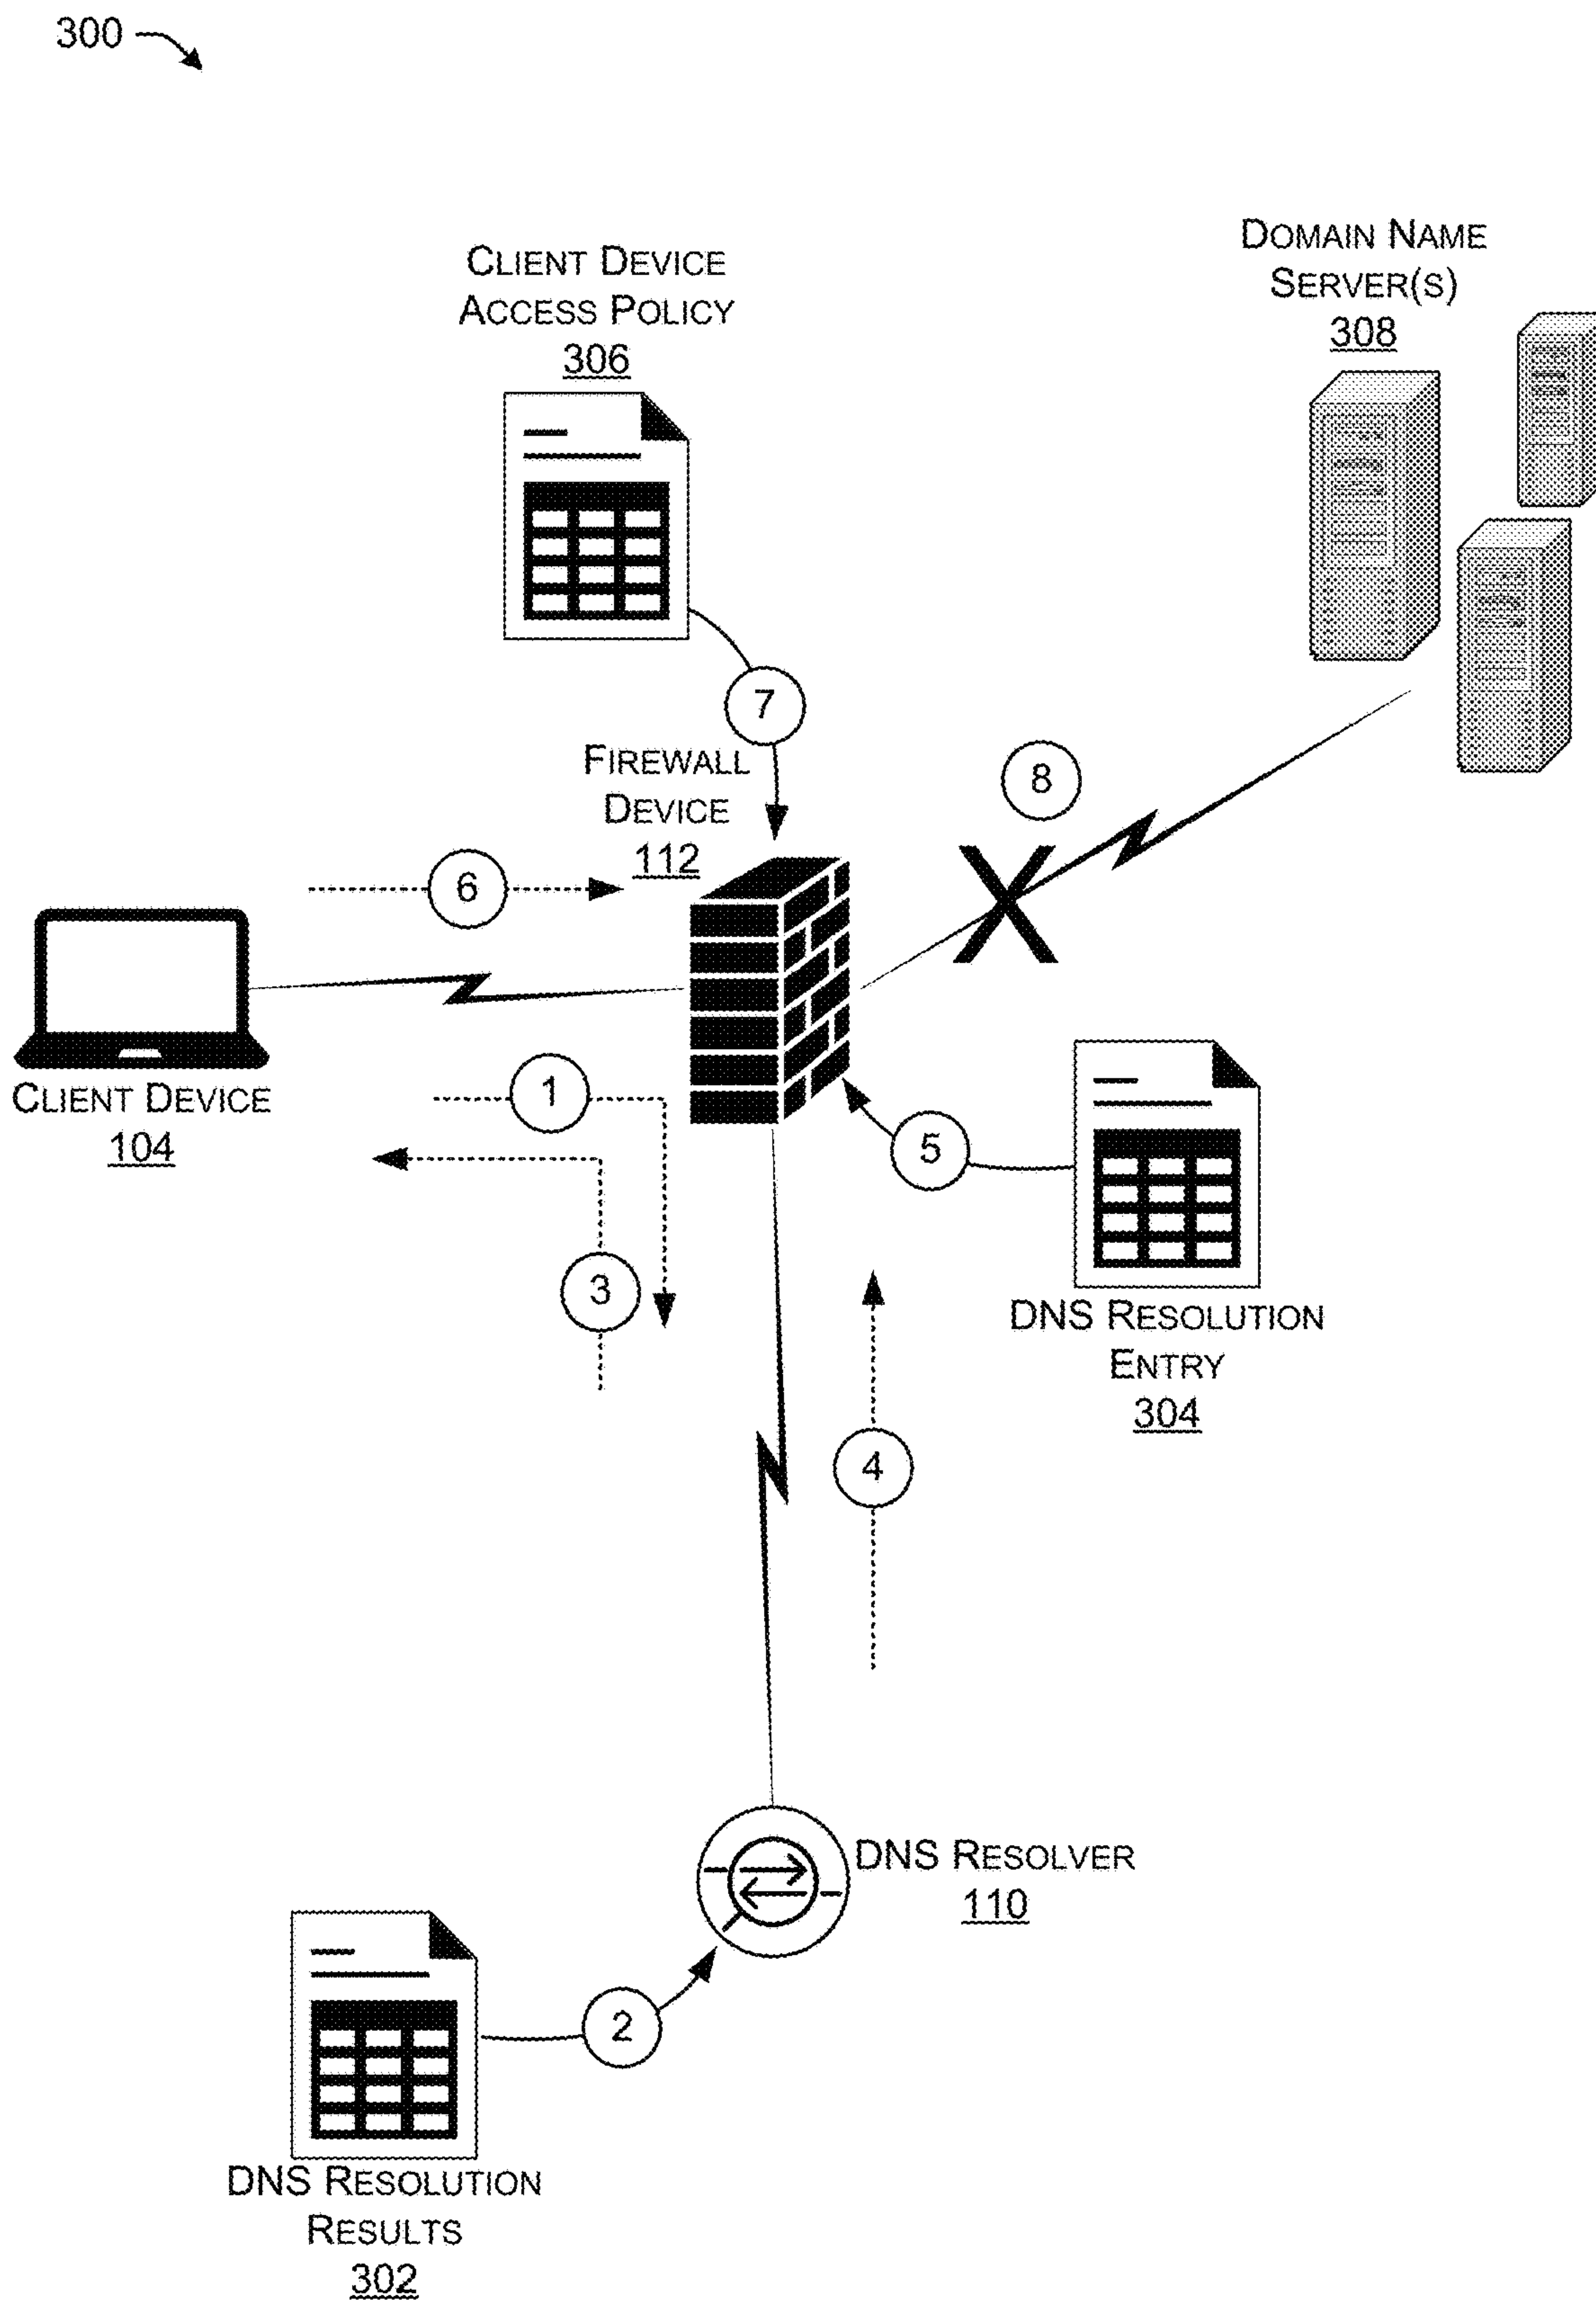 300
CLIENT DEVICE
ACCESS POLICY
306
DOMAIN NAME
SERVER(S)
308
7
FIREWALL
DEVICE
112
8
6
CLIENT DEVICE
104
1
5
3
DNS RESOLUTION
ENTRY
304
4
DNS RESOLVER
110
2
DNS RESOLUTION
RESULTS
302